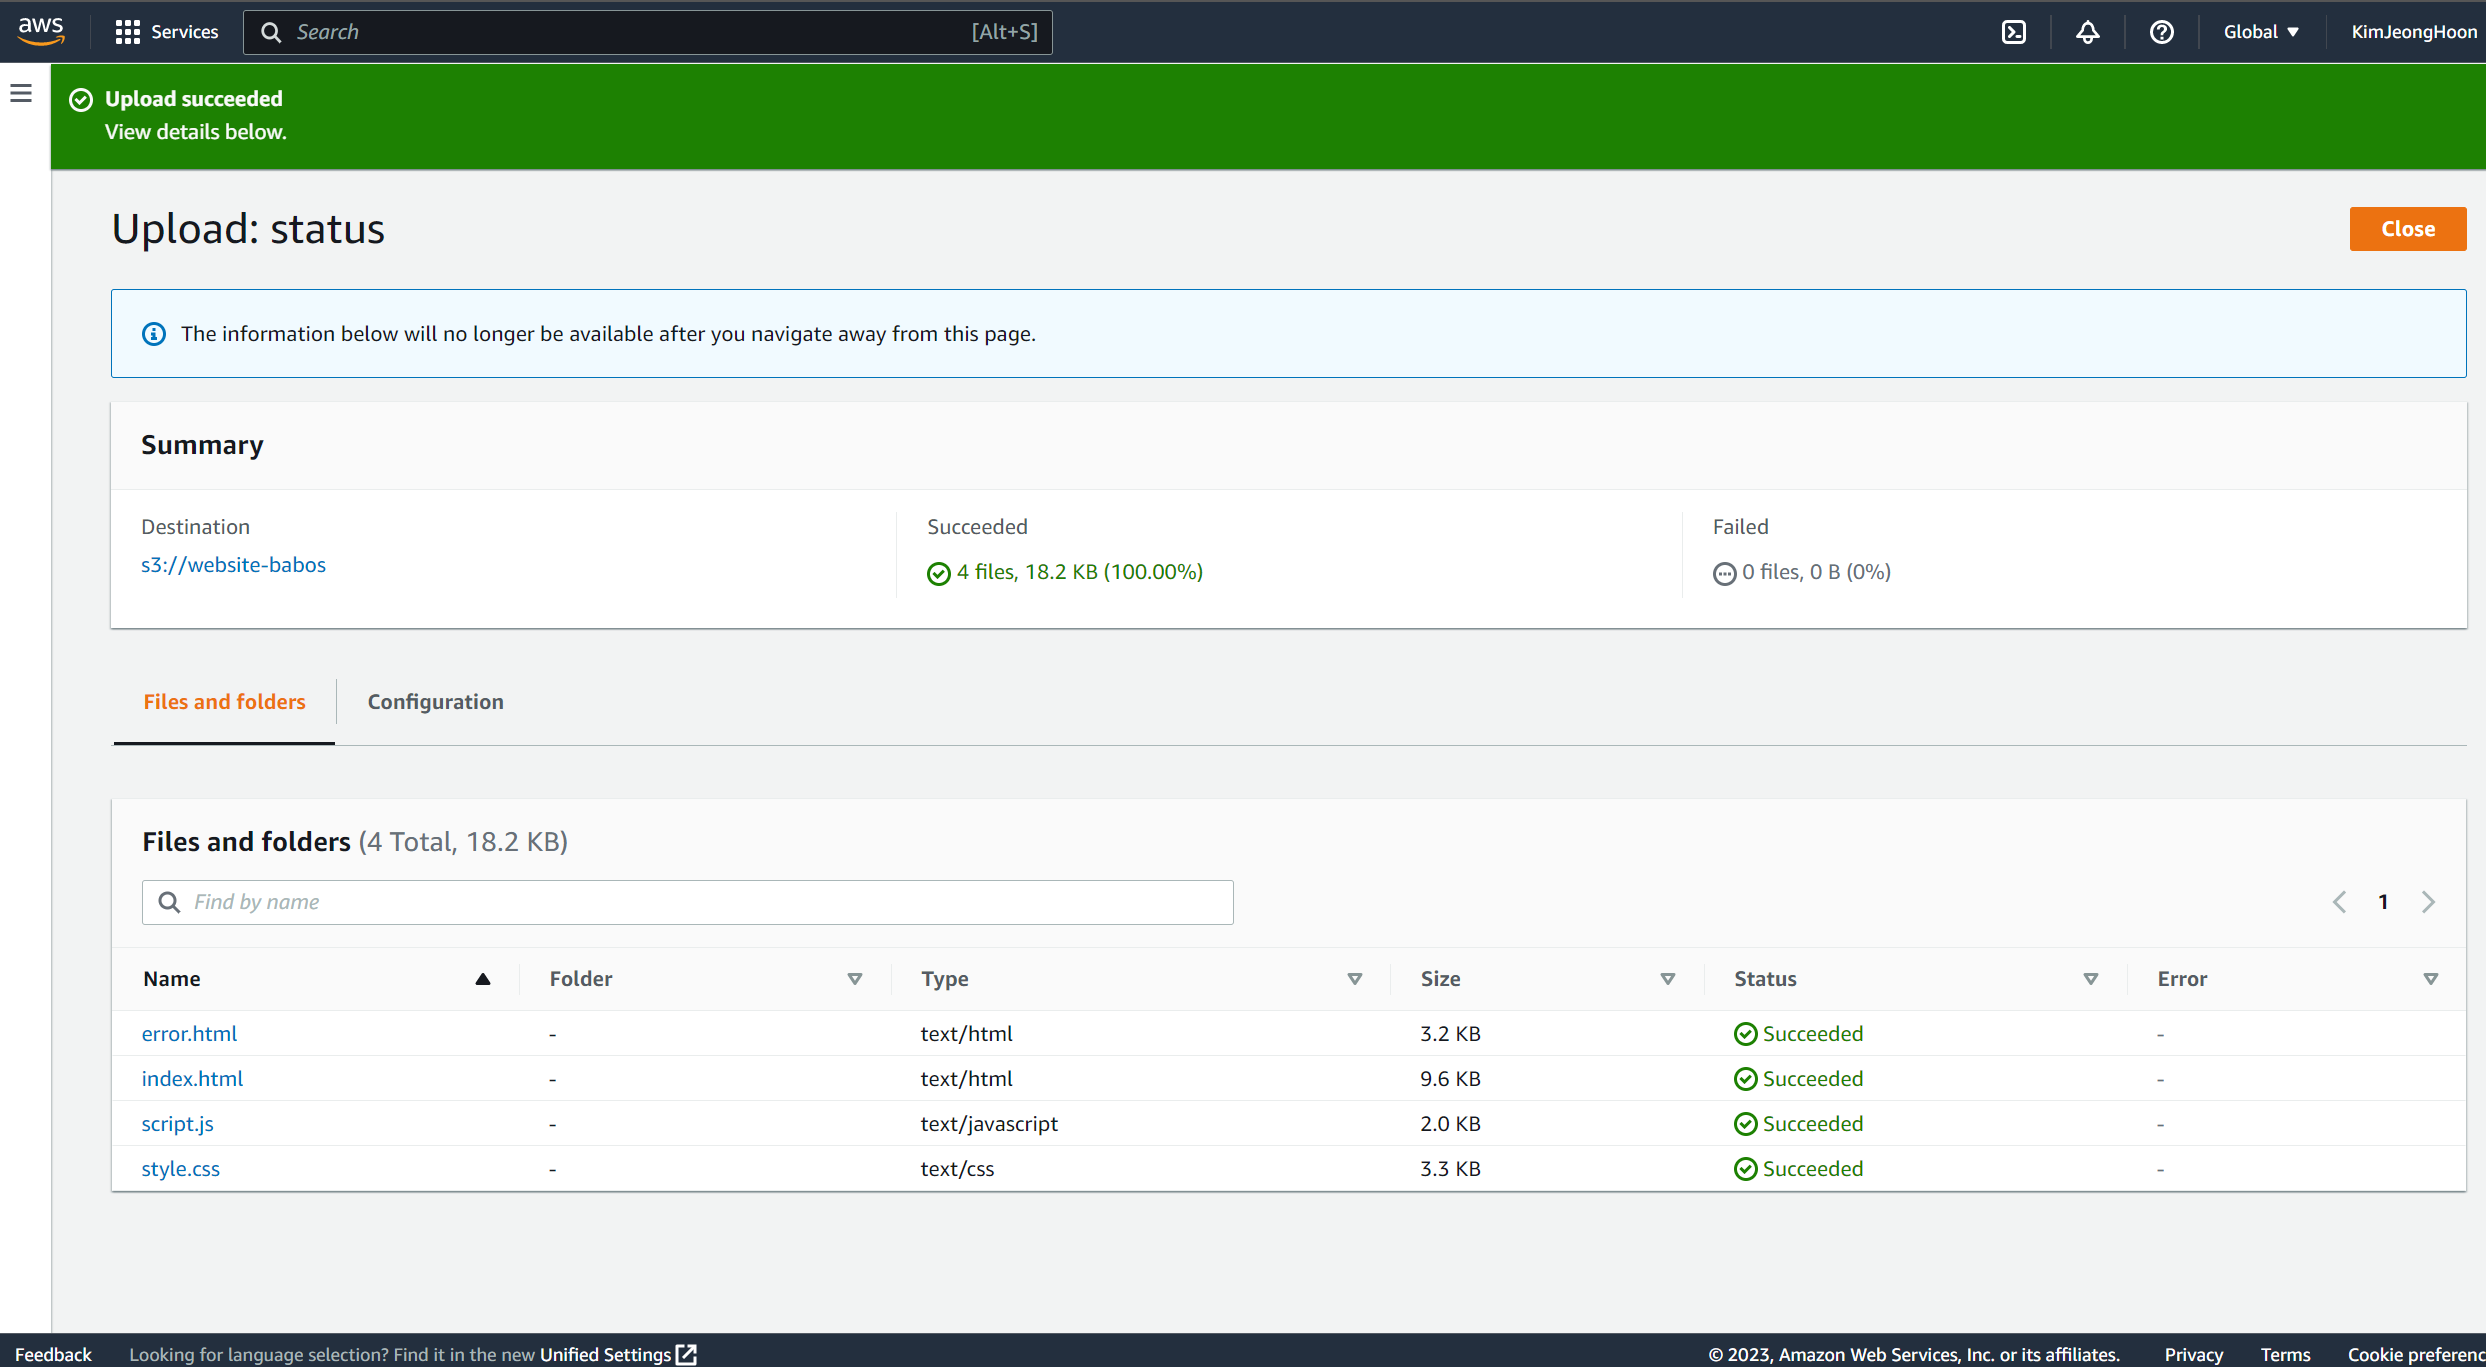 aws Services Search [Alt+S] Global KimJeongHoon
Upload succeeded
View details below.
Upload: status
Close
The information below will no longer be available after you navigate away from this page.
Summary
Destination Succeeded Failed
s3://website-babos 4 files, 18.2 KB (100.00%) 0 files, 0 B (0%)
Files and folders Configuration
Files and folders (4 Total, 18.2 KB)
Find by name 1
Name Folder Type Size Status Error
error.html - text/html 3.2 KB Succeeded -
index.html - text/html 9.6 KB Succeeded -
script.js - text/javascript 2.0 KB Succeeded -
style.css - text/css 3.3 KB Succeeded -
Feedback Looking for language selection? Find it in the new Unified Settings © 2023, Amazon Web Services, Inc. or its affiliates. Privacy Terms Cookie preferenc